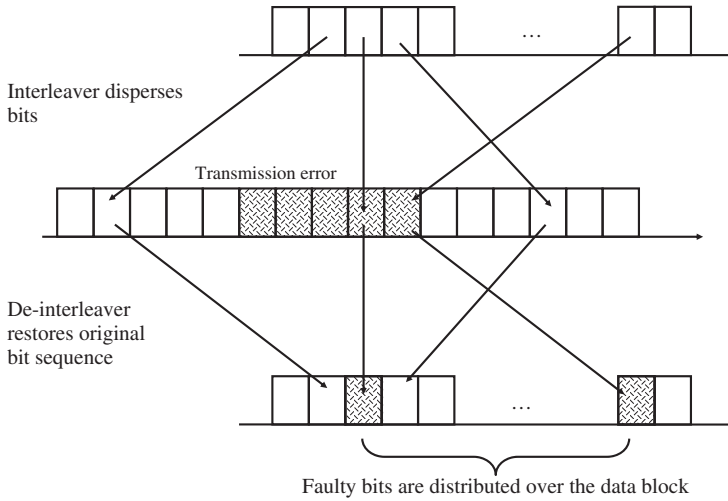 …
Interleaver disperses
bits
Transmission error
De-interleaver
restores original
bit sequence
…
Faulty bits are distributed over the data block